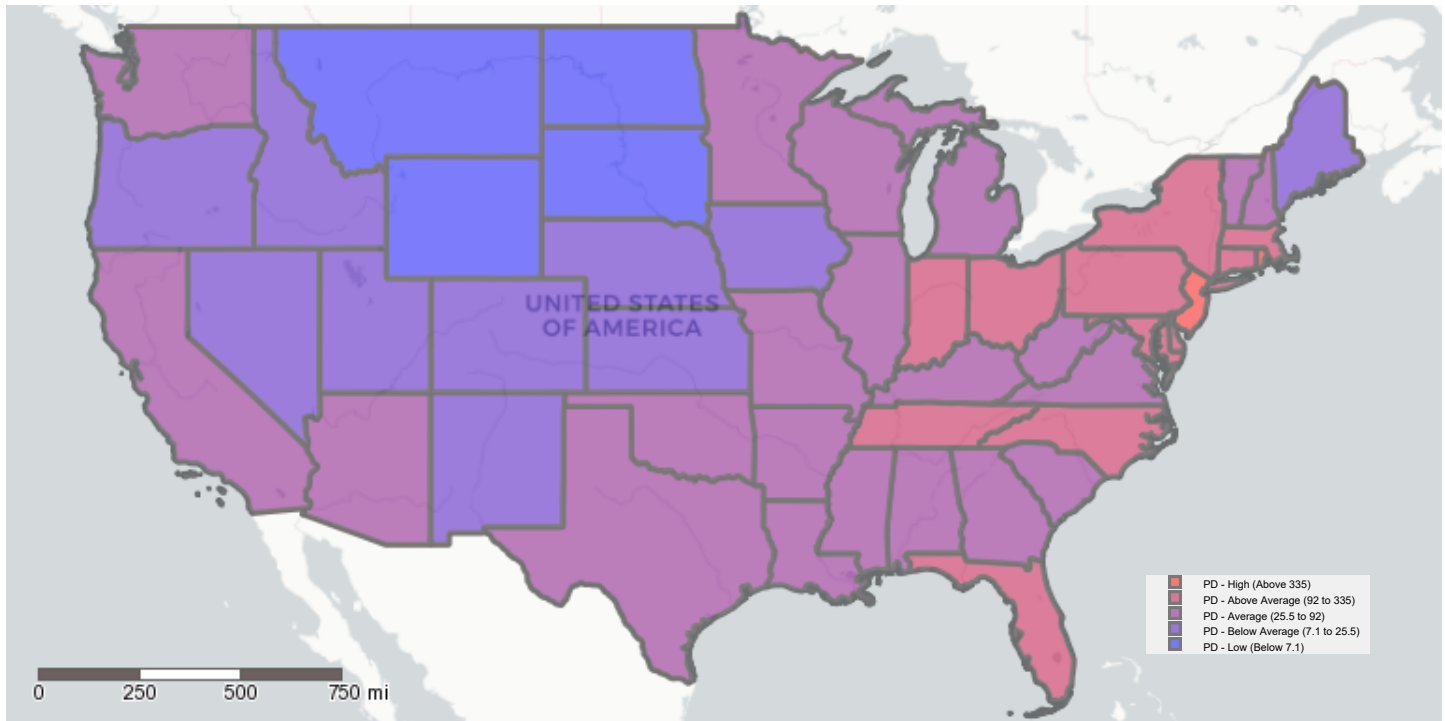 UNITED STATES
OF AMERICA
PD - High (Above 335)
PD - Above Average (92 to 335)
PD - Average (25.5 to 92)
PD - Below Average (7.1 to 25.5)
PD - Low (Below 7.1)
0 250 500 750 mi